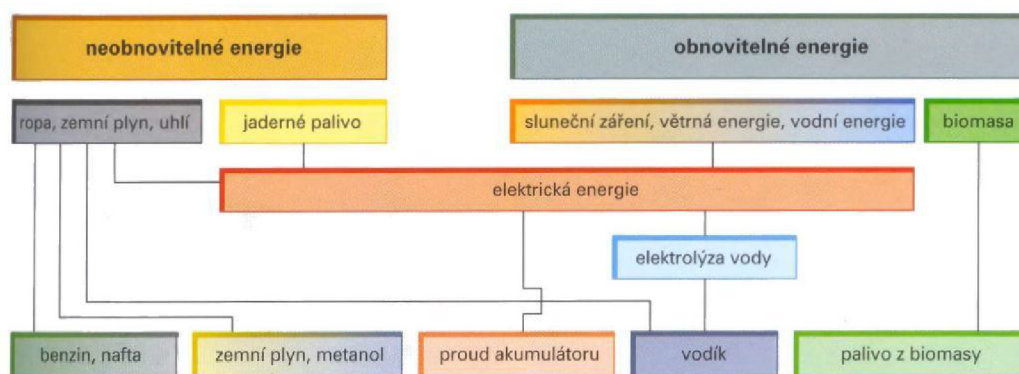 neobnovitelné energie
obnovitelné energie
ropa, zemní plyn, uhlí
jaderné palivo
sluneční záření, větrná energie, vodní energie
biomasa
elektrická energie
elektrolýza vody
benzin, nafta
zemní plyn, metanol
proud akumulátoru
vodík
palivo z biomasy